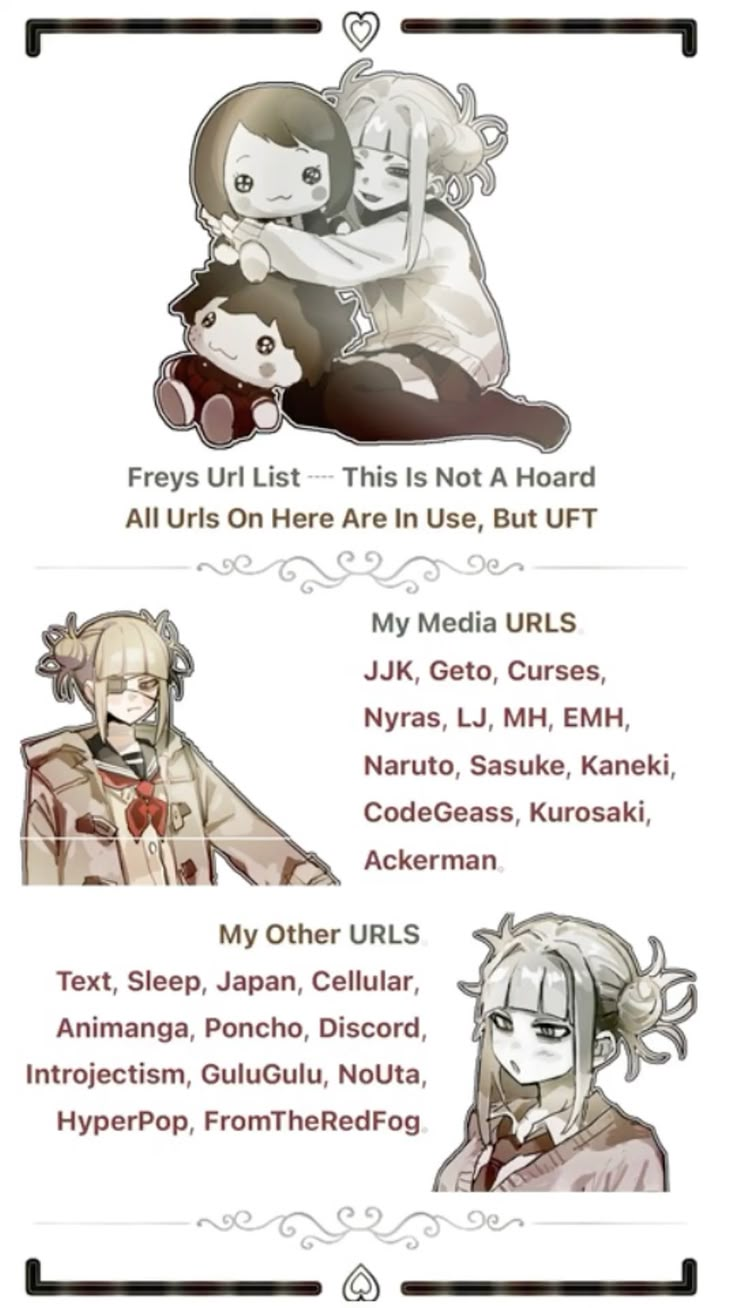 Freys Url List ---- This Is Not A Hoard
All Urls On Here Are In Use, But UFT
My Media URLS.
JJK, Geto, Curses,
Nyras, LJ, MH, EMH,
Naruto, Sasuke, Kaneki,
CodeGeass, Kurosaki,
Ackerman.
My Other URLS.
Text, Sleep, Japan, Cellular,
Animanga, Poncho, Discord,
Introjectism, GuluGulu, NoUta,
HyperPop, FromTheRedFog.